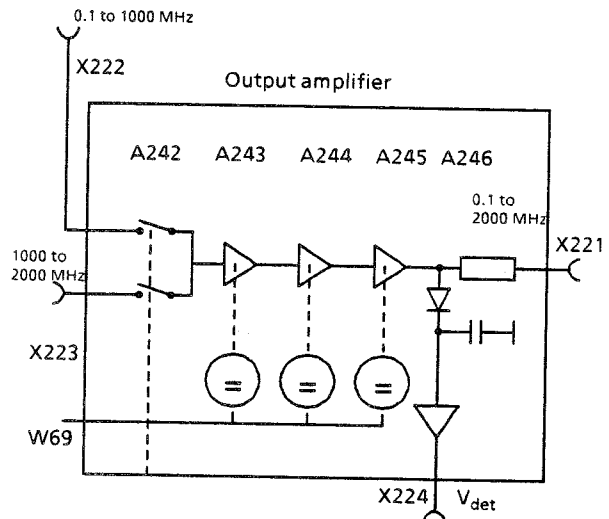 0.1 to 1000 MHz
X222
Output amplifier
A242 A243 A244 A245 A246
0.1 to
2000 MHz
X221
1000 to
2000 MHz
X223
=
=
=
W69
X224
Vdet